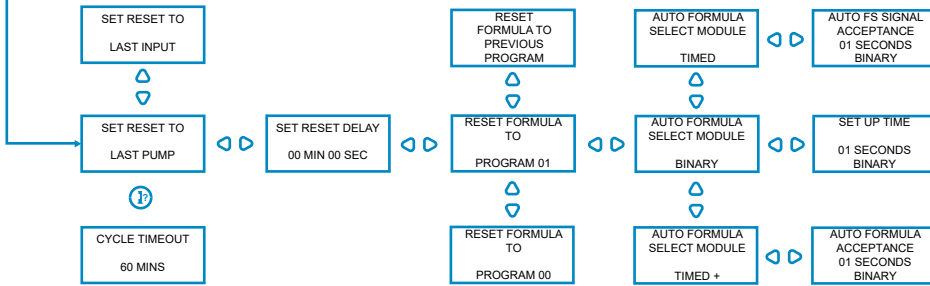 SET RESET TO
LAST INPUT
RESET
FORMULA TO
PREVIOUS
PROGRAM
AUTO FORMULA
SELECT MODULE
TIMED
AUTO FS SIGNAL
ACCEPTANCE
01 SECONDS
BINARY
SET RESET TO
LAST PUMP
SET RESET DELAY
00 MIN 00 SEC
RESET FORMULA
TO
PROGRAM 01
AUTO FORMULA
SELECT MODULE
BINARY
SET UP TIME
01 SECONDS
BINARY
?
CYCLE TIMEOUT
60 MINS
RESET FORMULA
TO
PROGRAM 00
AUTO FORMULA
SELECT MODULE
TIMED +
AUTO FORMULA
ACCEPTANCE
01 SECONDS
BINARY